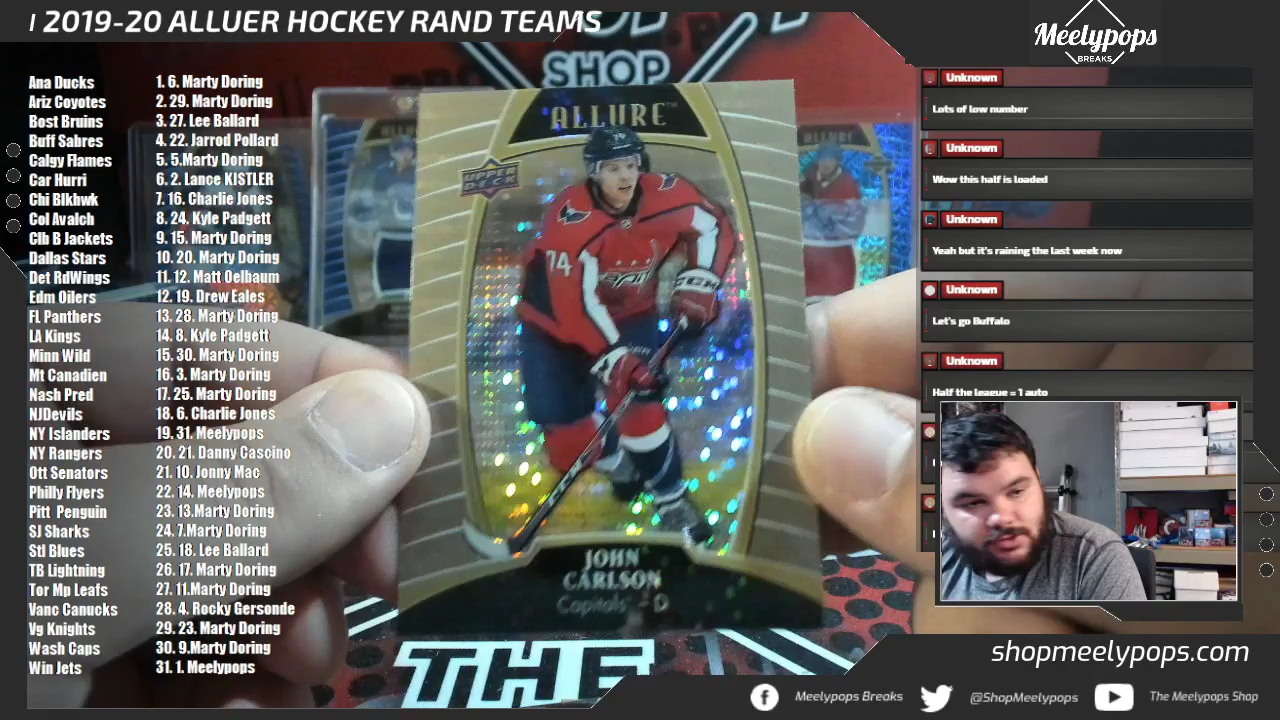 2019-20 ALLUER HOCKEY RAND TEAMS
Meelypops
BREAKS
SHOP
Ana Ducks 1. 6. Marty Doring
Ariz Coyotes 2. 29. Marty Doring
Bost Bruins 3. 27. Lee Ballard
Buff Sabres 4. 22. Jarrod Pollard
Calgy Flames 5. 5.Marty Doring
Car Hurri 6. 2. Lance KISTLER
Chi Blkhwk 7. 16. Charlie Jones
Col Avalch 8. 24. Kyle Padgett
Clb B Jackets 9. 15. Marty Doring
Dallas Stars 10. 20. Marty Doring
Det RdWings 11. 12. Matt Oelbaum
Edm Oilers 12. 19. Drew Eales
FL Panthers 13. 28. Marty Doring
LA Kings 14. 8. Kyle Padgett
Minn Wild 15. 30. Marty Doring
Mt Canadien 16. 3. Marty Doring
Nash Pred 17. 25. Marty Doring
NJDevils 18. 6. Charlie Jones
NY Islanders 19. 31. Meelypops
NY Rangers 20. 21. Danny Cascino
Ott Senators 21. 10. Jonny Mac
Philly Flyers 22. 14. Meelypops
Pitt Penguin 23. 13.Marty Doring
SJ Sharks 24. 7.Marty Doring
Stl Blues 25. 18. Lee Ballard
TB Lightning 26. 17. Marty Doring
Tor Mp Leafs 27. 11.Marty Doring
Vanc Canucks 28. 4. Rocky Gersonde
Vg Knights 29. 23. Marty Doring
Wash Caps 30. 9.Marty Doring
Win Jets 31. 1. Meelypops
ALLURE
UPPER
DECK
74
74
CCM
JOHN
CARLSON
Capitals - D
THE
Unknown
Lots of low number
Unknown
Wow this half is loaded
Unknown
Yeah but it's raining the last week now
Unknown
Let's go Buffalo
Unknown
Half the league = 1 auto
shopmeelypops.com
Meelypops Breaks @ShopMeelypops The Meelypops Shop